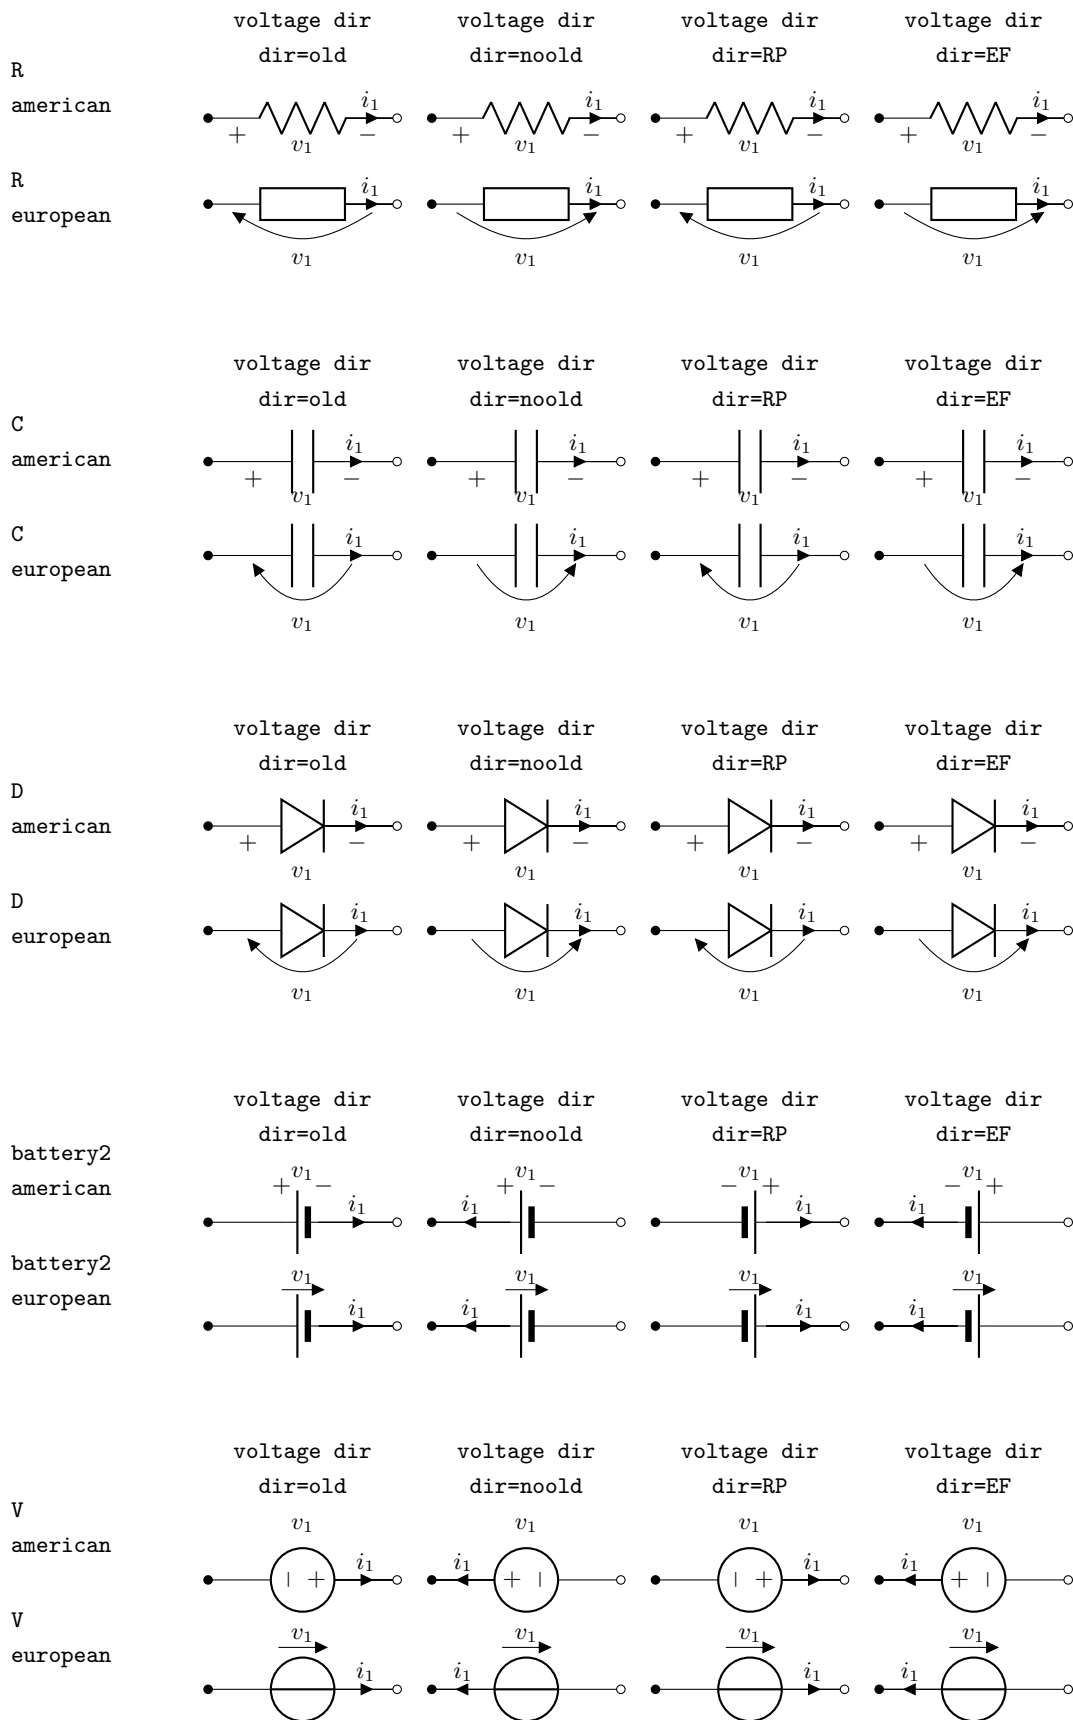 voltage dir voltage dir voltage dir voltage dir
dir=old dir=noold dir=RP dir=EF
R
american
i1 i1 i1 i1
+ − + − + − + −
v1 v1 v1 v1
R
european
i1 i1 i1 i1
v1 v1 v1 v1
voltage dir voltage dir voltage dir voltage dir
dir=old dir=noold dir=RP dir=EF
C
american
i1 i1 i1 i1
+ − + − + − + −
v1 v1 v1 v1
C
european
i1 i1 i1 i1
v1 v1 v1 v1
voltage dir voltage dir voltage dir voltage dir
dir=old dir=noold dir=RP dir=EF
D
american
i1 i1 i1 i1
+ − + − + − + −
v1 v1 v1 v1
D
european
i1 i1 i1 i1
v1 v1 v1 v1
voltage dir voltage dir voltage dir voltage dir
dir=old dir=noold dir=RP dir=EF
battery2
american
v1 v1 v1 v1
+ − + − − + − +
i1 i1 i1 i1
battery2
european
v1 v1 v1 v1
i1 i1 i1 i1
voltage dir voltage dir voltage dir voltage dir
dir=old dir=noold dir=RP dir=EF
V
american
v1 v1 v1 v1
− + i1 i1 + − − + i1 i1 + −
V
european
v1 v1 v1 v1
i1 i1 i1 i1